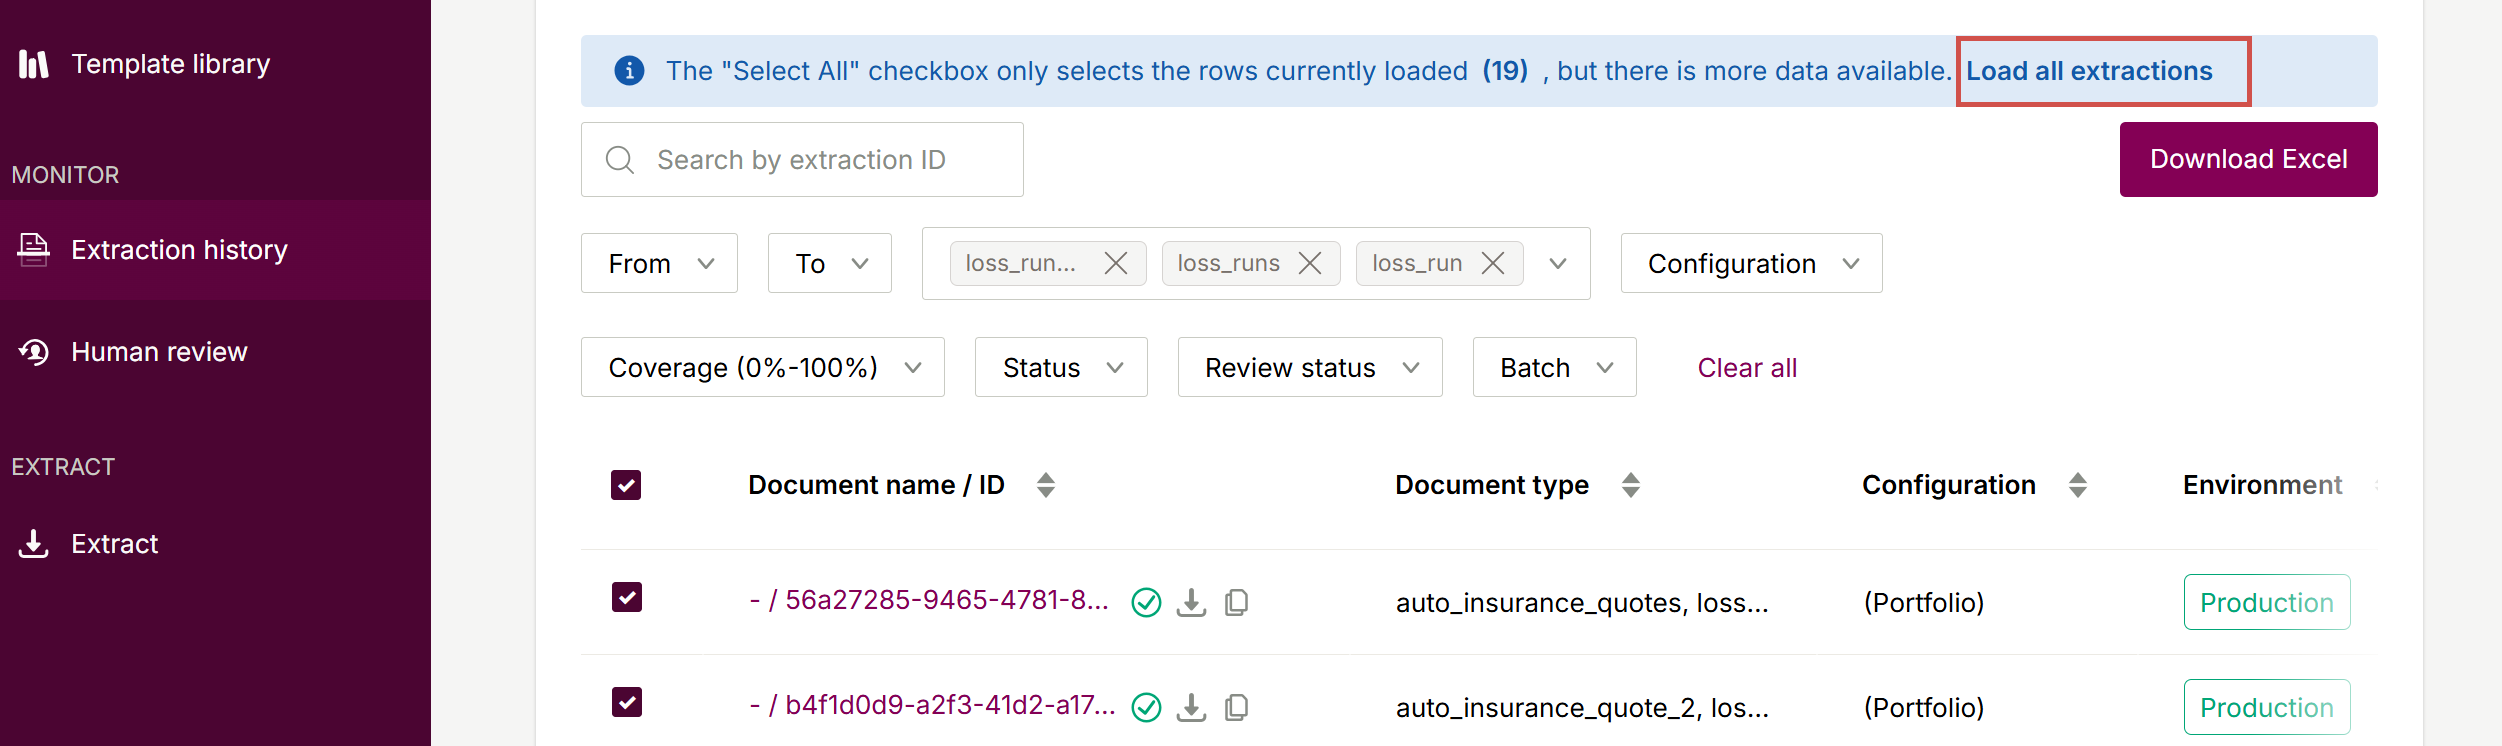 Template library
MONITOR
Extraction history
Human review
EXTRACT
Extract
The "Select All" checkbox only selects the rows currently loaded (19) , but there is more data available. Load all extractions
Search by extraction ID
Download Excel
From To loss_run... loss_runs loss_run Configuration
Coverage (0%-100%) Status Review status Batch Clear all
Document name / ID Document type Configuration Environment
- / 56a27285-9465-4781-8... auto_insurance_quotes, loss... (Portfolio) Production
- / b4f1d0d9-a2f3-41d2-a17... auto_insurance_quote_2, los... (Portfolio) Production